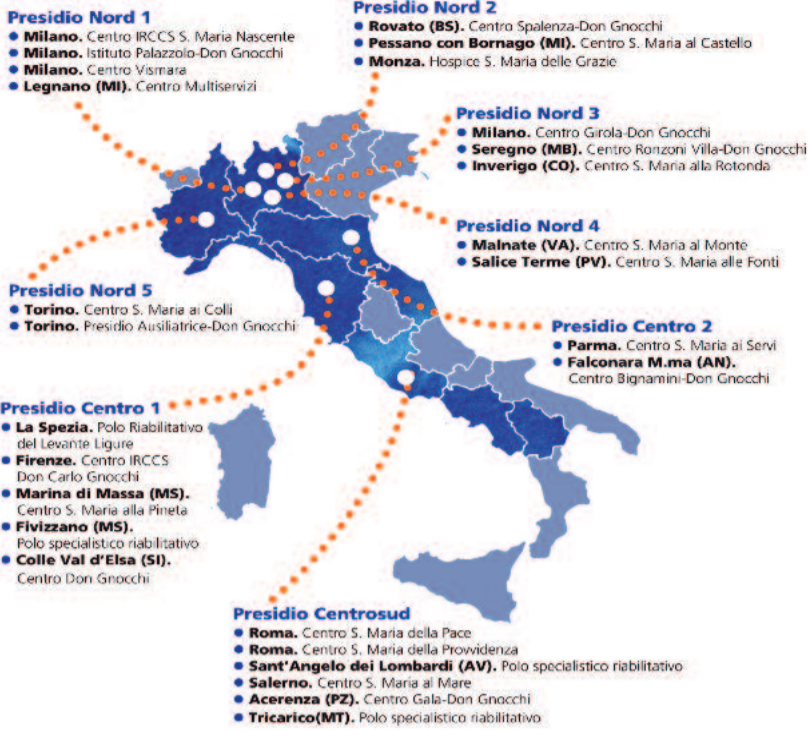 Presidio Nord 1
• Milano. Centro IRCCS S. Maria Nascente
• Milano. Istituto Palazzolo-Don Gnocchi
• Milano. Centro Vismara
• Legnano (MI). Centro Multiservizi
Presidio Nord 2
• Rovato (BS). Centro Spalenza-Don Gnocchi
• Pessano con Bornago (MI). Centro S. Maria al Castello
• Monza. Hospice S. Maria delle Grazie
Presidio Nord 3
• Milano. Centro Girola-Don Gnocchi
• Seregno (MB). Centro Ronzoni Villa-Don Gnocchi
• Inverigo (CO). Centro S. Maria alla Rotonda
Presidio Nord 4
• Malnate (VA). Centro S. Maria al Monte
• Salice Terme (PV). Centro S. Maria alle Fonti
Presidio Nord 5
• Torino. Centro S. Maria ai Colli
• Torino. Presidio Ausiliatrice-Don Gnocchi
Presidio Centro 2
• Parma. Centro S. Maria ai Servi
• Falconara M.ma (AN).
Centro Bignamini-Don Gnocchi
Presidio Centro 1
• La Spezia. Polo Riabilitativo
del Levante Ligure
• Firenze. Centro IRCCS
Don Carlo Gnocchi
• Marina di Massa (MS).
Centro S. Maria alla Pineta
• Fivizzano (MS).
Polo specialistico riabilitativo
• Colle Val d'Elsa (SI).
Centro Don Gnocchi
Presidio Centrosud
• Roma. Centro S. Maria della Pace
• Roma. Centro S. Maria della Provvidenza
• Sant'Angelo dei Lombardi (AV). Polo specialistico riabilitativo
• Salerno. Centro S. Maria al Mare
• Acerenza (PZ). Centro Gala-Don Gnocchi
• Tricarico(MT). Polo specialistico riabilitativo